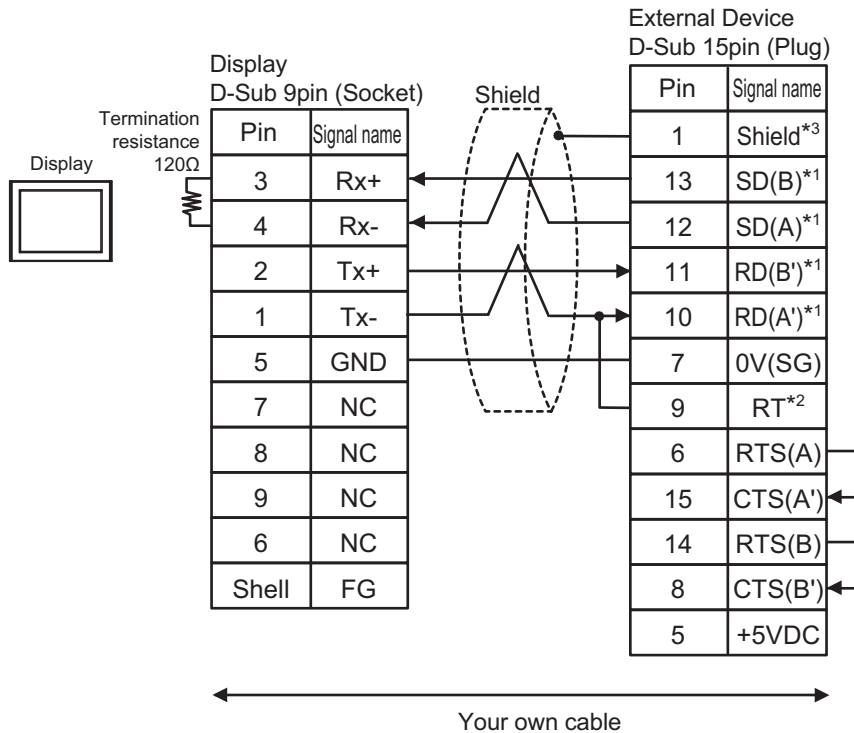 External Device
D-Sub 15pin (Plug)
Display
D-Sub 9pin (Socket)
Shield
Termination
resistance
120Ω
Display
Pin Signal name
3 Rx+
4 Rx-
2 Tx+
1 Tx-
5 GND
7 NC
8 NC
9 NC
6 NC
Shell FG
Pin Signal name
1 Shield*3
13 SD(B)*1
12 SD(A)*1
11 RD(B')*1
10 RD(A')*1
7 0V(SG)
9 RT*2
6 RTS(A)
15 CTS(A')
14 RTS(B)
8 CTS(B')
5 +5VDC
Your own cable